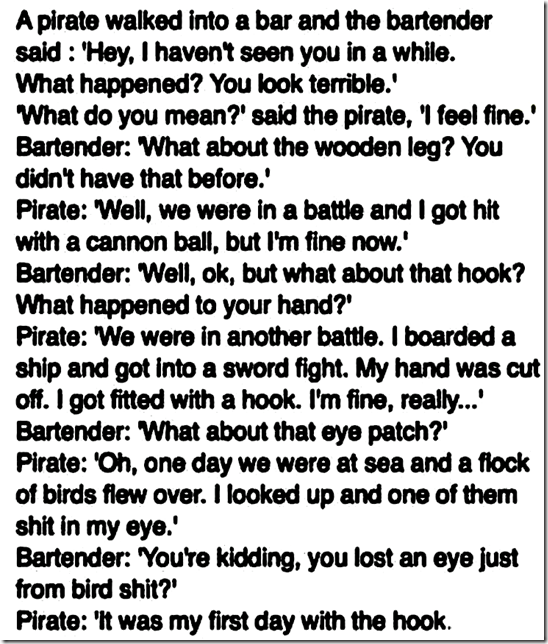 A pirate walked into a bar and the bartender
said : 'Hey, I haven't seen you in a while.
What happened? You look terrible.'
'What do you mean?' said the pirate, 'I feel fine.'
Bartender: 'What about the wooden leg? You
didn't have that before.'
Pirate: 'Well, we were in a battle and I got hit
with a cannon ball, but I'm fine now.'
Bartender: 'Well, ok, but what about that hook?
What happened to your hand?'
Pirate: 'We were in another battle. I boarded a
ship and got into a sword fight. My hand was cut
off. I got fitted with a hook. I'm fine, really...'
Bartender: 'What about that eye patch?'
Pirate: 'Oh, one day we were at sea and a flock
of birds flew over. I looked up and one of them
shit in my eye.'
Bartender: 'You're kidding, you lost an eye just
from bird shit?'
Pirate: 'It was my first day with the hook.